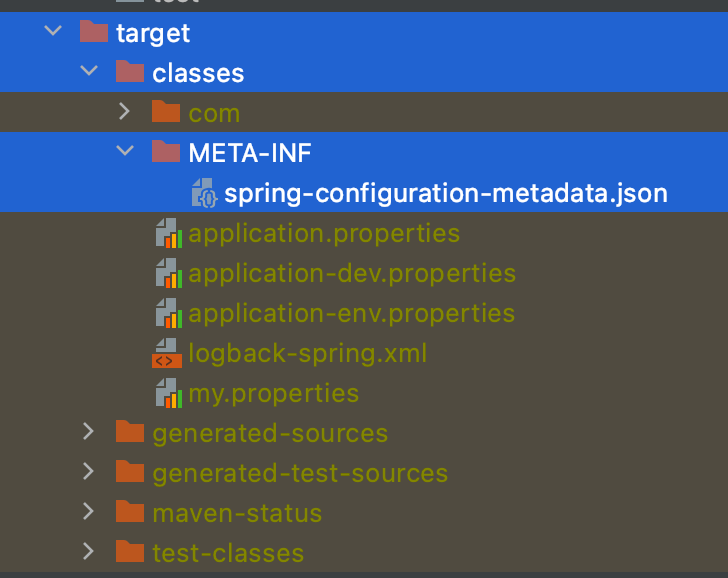 target
classes
com
META-INF
spring-configuration-metadata.json
application.properties
application-dev.properties
application-env.properties
logback-spring.xml
my.properties
generated-sources
generated-test-sources
maven-status
test-classes